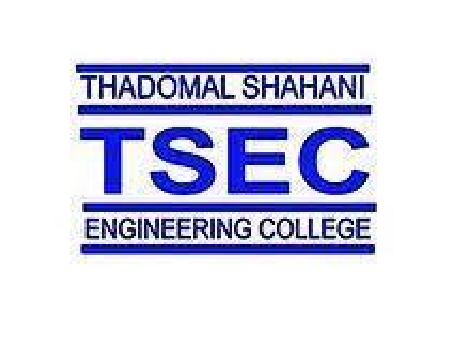 THADOMAL SHAHANI
TSEC
ENGINEERING COLLEGE